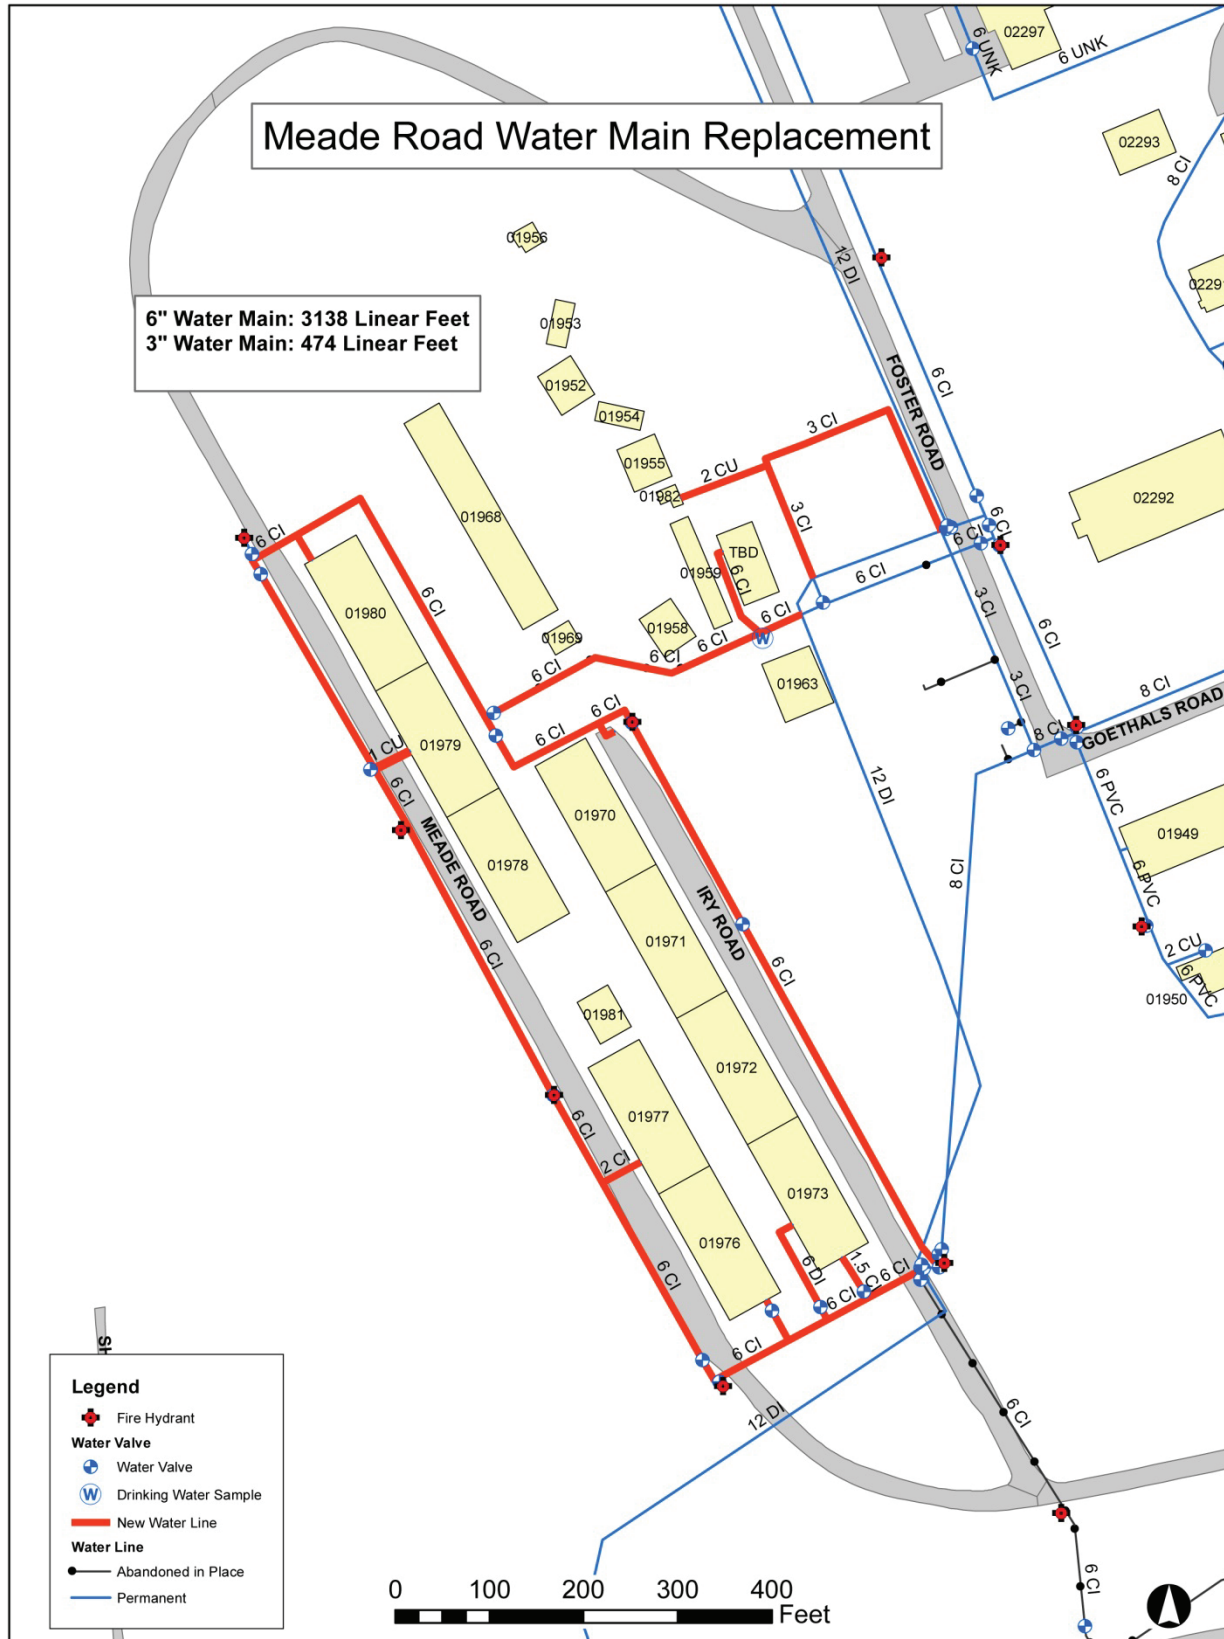 6 UNK
02297
6 UNK
Meade Road Water Main Replacement
02293
8 CI
01956
12 DI
02291
6" Water Main: 3138 Linear Feet
3" Water Main: 474 Linear Feet
01953
01952
FOSTER ROAD
6 CI
01954
3 CI
01955
2 CU
01982
02292
01968
3 CI
6 CI
6 CI
6 CI
TBD
01959
6 CI
6 CI
6 CI
01980
6 CI
3 CI
01958
01969
6 CI
6 CI
6 CI
6 CI
01963
3 CI
8 CI
6 CI
6 CI
GOETHALS ROAD
8 CI
1 CU
01979
12 DI
6 PVC
6 CI
01970
01949
MEADE ROAD
01978
8 CI
6 PVC
IRY ROAD
01971
6 CI
2 CU
6 CI
6 PVC
01950
01981
01972
01977
6 CI
2 CI
01973
01976
6 CI
6 DI
1.5 CI
6 CI
6 CI
6 CI
12 DI
6 CI
6 CI
Legend
Fire Hydrant
Water Valve
Water Valve
W Drinking Water Sample
New Water Line
Water Line
Abandoned in Place
Permanent
0 100 200 300 400
Feet
W